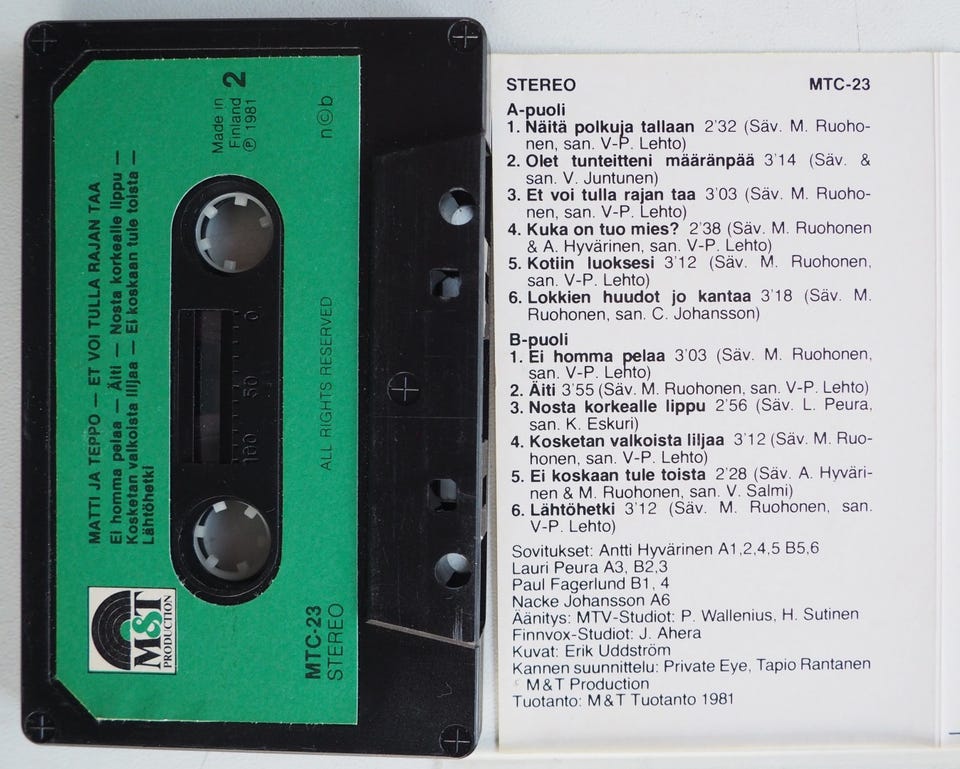 MATTI JA TEPPO — ET VOI TULLA RAJAN TAA
Ei homma pelaa — Äiti — Nosta korkealle lippu —
Kosketan valkoista liljaa — Ei koskaan tule toista —
Lähtöhetki
Made in
Finland
℗ 1981
2
n©b
100 50 0
ALL RIGHTS RESERVED
M&T
PRODUCTION
MTC-23
STEREO
STEREO MTC-23
A-puoli
1. Näitä polkuja tallaan 2'32 (Säv. M. Ruoho-
nen, san. V-P. Lehto)
2. Olet tunteitteni määränpää 3'14 (Säv. &
san. V. Juntunen)
3. Et voi tulla rajan taa 3'03 (Säv. M. Ruoho-
nen, san. V-P. Lehto)
4. Kuka on tuo mies? 2'38 (Säv. M. Ruohonen
& A. Hyvärinen, san. V-P. Lehto)
5. Kotiin luoksesi 3'12 (Säv. M. Ruohonen,
san. V-P. Lehto)
6. Lokkien huudot jo kantaa 3'18 (Säv. M.
Ruohonen, san. C. Johansson)
B-puoli
1. Ei homma pelaa 3'03 (Säv. M. Ruohonen,
san. V-P. Lehto)
2. Äiti 3'55 (Säv. M. Ruohonen, san. V-P. Lehto)
3. Nosta korkealle lippu 2'56 (Säv. L. Peura,
san. K. Eskuri)
4. Kosketan valkoista liljaa 3'12 (Säv. M. Ruo-
honen, san. V-P. Lehto)
5. Ei koskaan tule toista 2'28 (Säv. A. Hyväri-
nen & M. Ruohonen, san. V. Salmi)
6. Lähtöhetki 3'12 (Säv. M. Ruohonen, san.
V-P. Lehto)
Sovitukset: Antti Hyvärinen A1,2,4,5 B5,6
Lauri Peura A3, B2,3
Paul Fagerlund B1, 4
Nacke Johansson A6
Äänitys: MTV-Studiot: P. Wallenius, H. Sutinen
Finnvox-Studiot: J. Ahera
Kuvat: Erik Uddström
Kannen suunnittelu: Private Eye, Tapio Rantanen
M&T Production
Tuotanto: M&T Tuotanto 1981